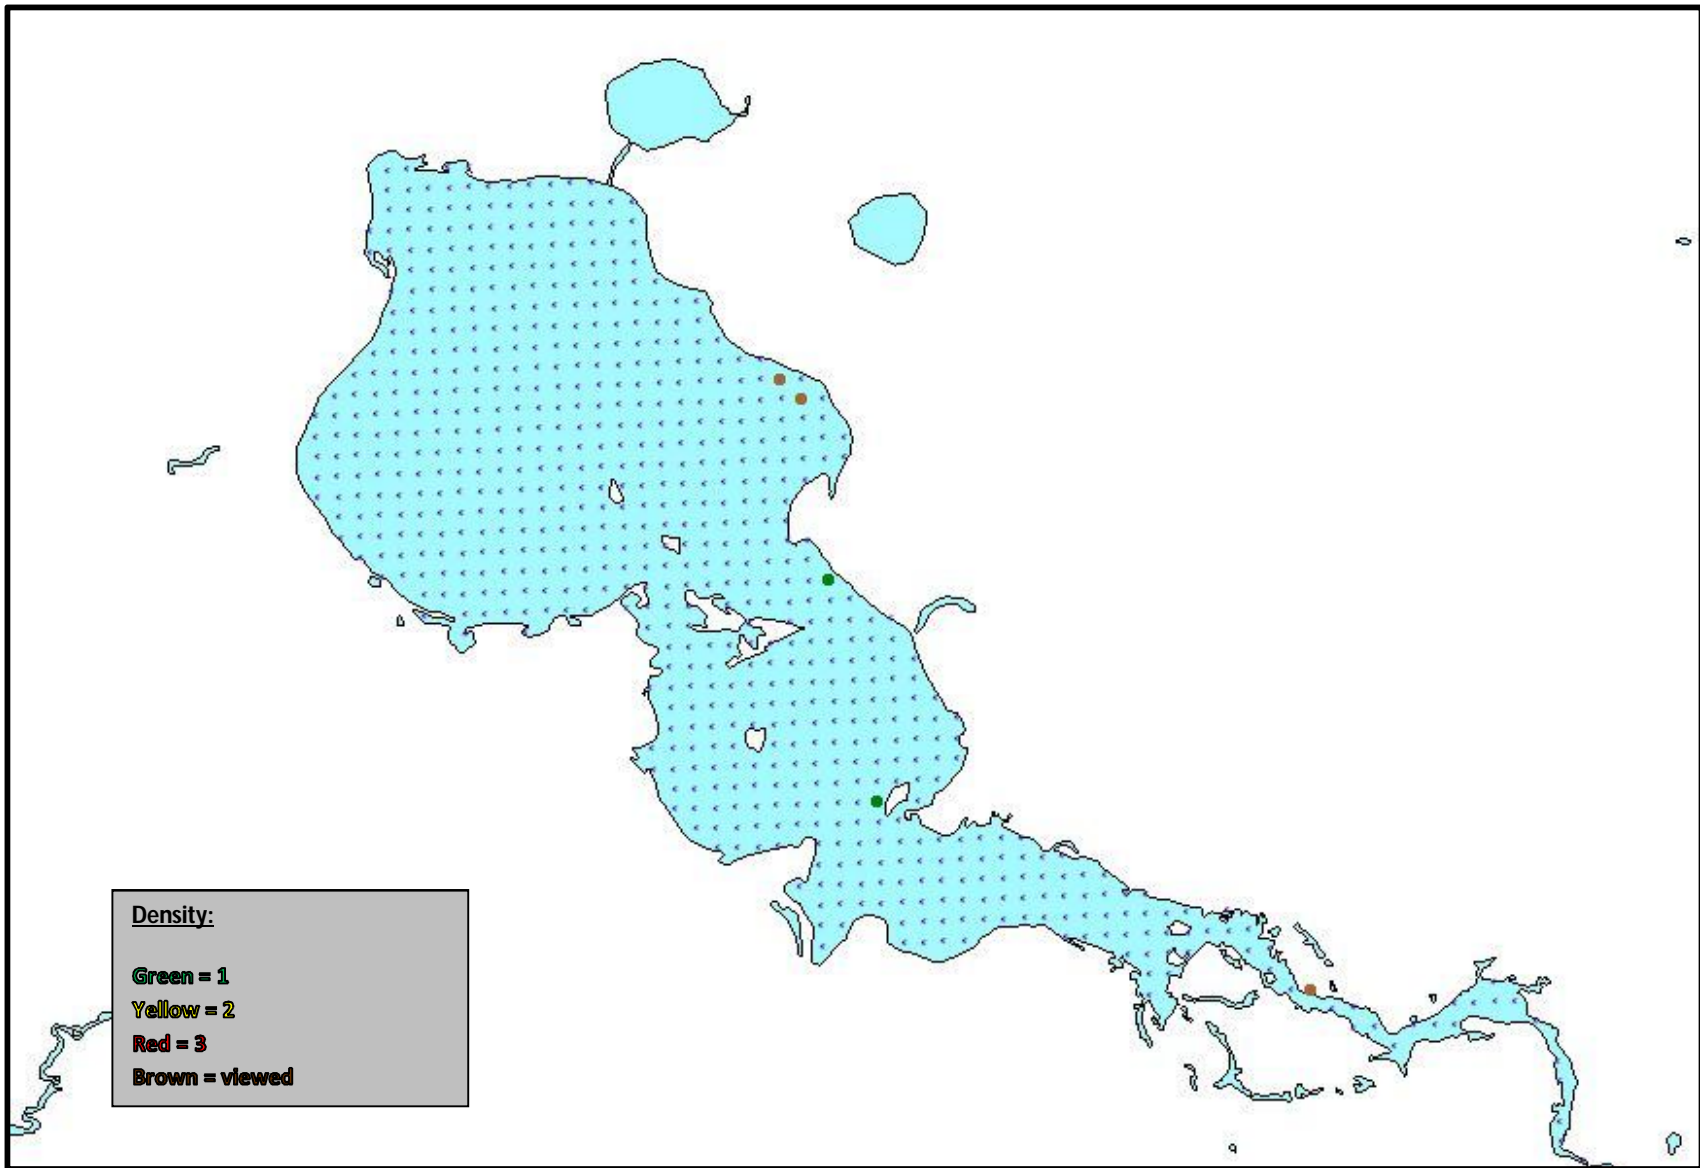 Density:
Green = 1
Yellow = 2
Red = 3
Brown = viewed